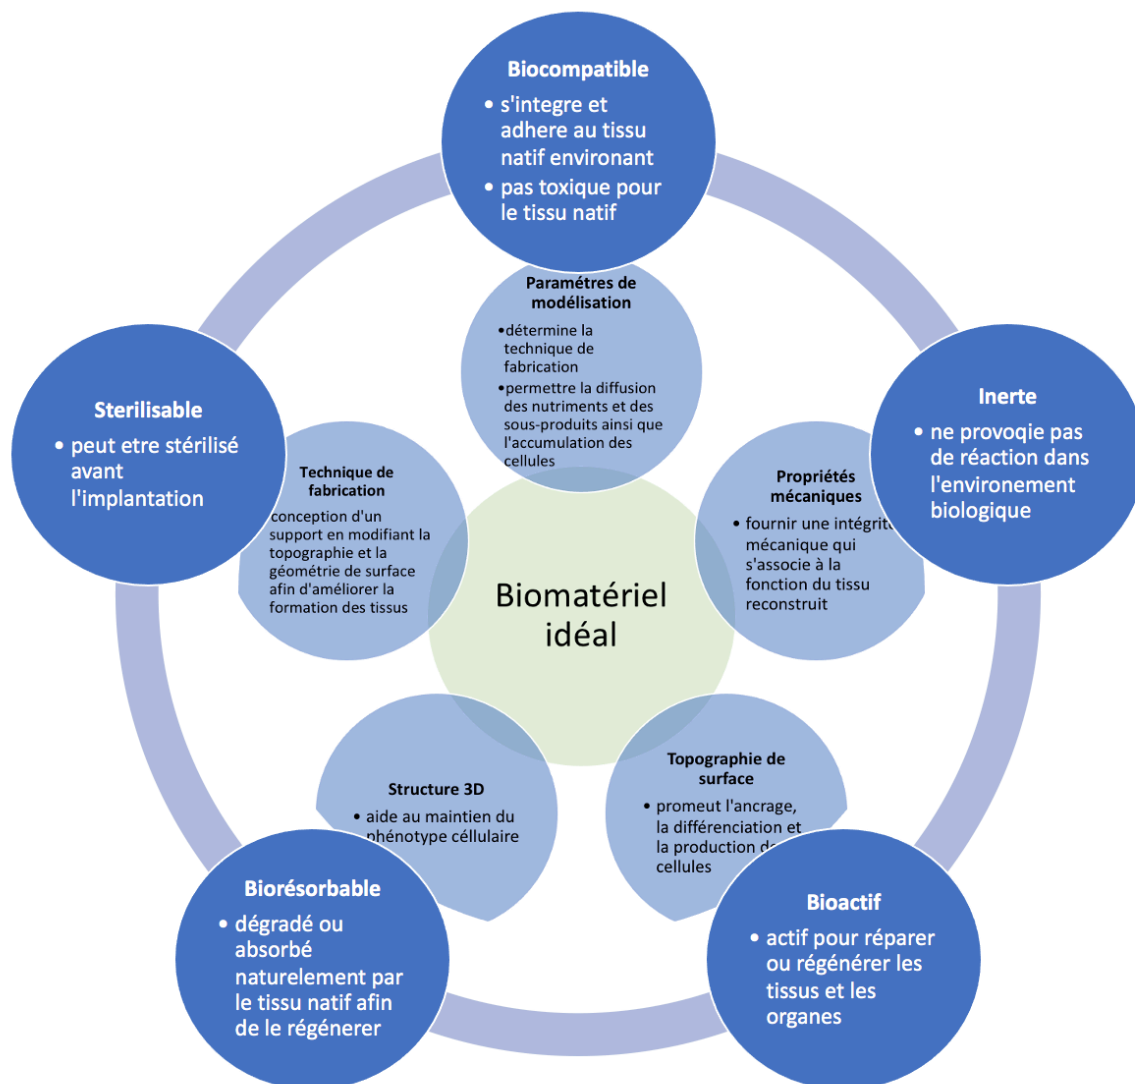 Biocompatible
• s'integre et
adhere au tissu
natif environant
• pas toxique pour
le tissu natif
Paramétres de
modélisation
•détermine la
technique de
fabrication
•permettre la diffusion
des nutriments et des
sous-produits ainsi que
l'accumulation des
cellules
Inerte
• ne provoqie pas
de réaction dans
l'environement
biologique
Sterilisable
• peut etre stérilisé
avant
l'implantation
Technique de
fabrication
conception d'un
support en modifiant la
topographie et la
géométrie de surface
afin d'améliorer la
formation des tissus
Propriétés
mécaniques
• fournir une intégrité
mécanique qui
s'associe à la
fonction du tissu
reconstruit
Biomatériel
idéal
Structure 3D
• aide au maintien du
phénotype céllulaire
Topographie de
surface
• promeut l'ancrage,
la différenciation et
la production de
cellules
Biorésorbable
• dégradé ou
absorbé
naturelement par
le tissu natif afin
de le régénerer
Bioactif
• actif pour réparer
ou régénérer les
tissus et les
organes